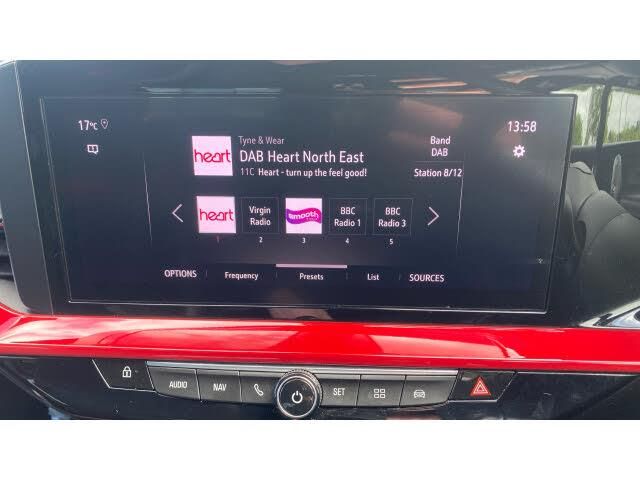 17°C
13:58
heart
Tyne & Wear
DAB Heart North East
11C Heart - turn up the feel good!
Band
DAB
Station 8/12
heart
Virgin
Radio
smooth
BBC
Radio 1
BBC
Radio 3
1 2 3 4 5
OPTIONS Frequency Presets List SOURCES
AUDIO NAV SET